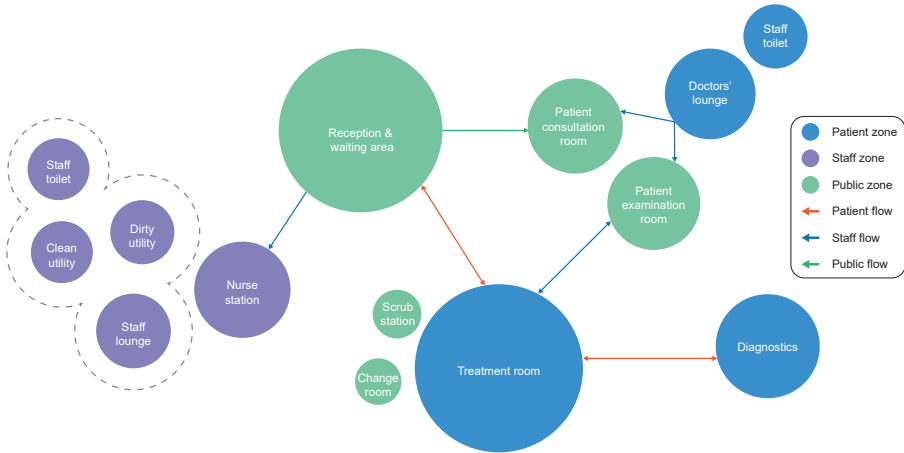 Staff
toilet
Doctors'
lounge
Patient
consultation
room
Reception &
waiting area
Patient
examination
room
Staff
toilet
Dirty
utility
Clean
utility
Nurse
station
Staff
lounge
Scrub
station
Change
room
Treatment room
Diagnostics
Patient zone
Staff zone
Public zone
Patient flow
Staff flow
Public flow